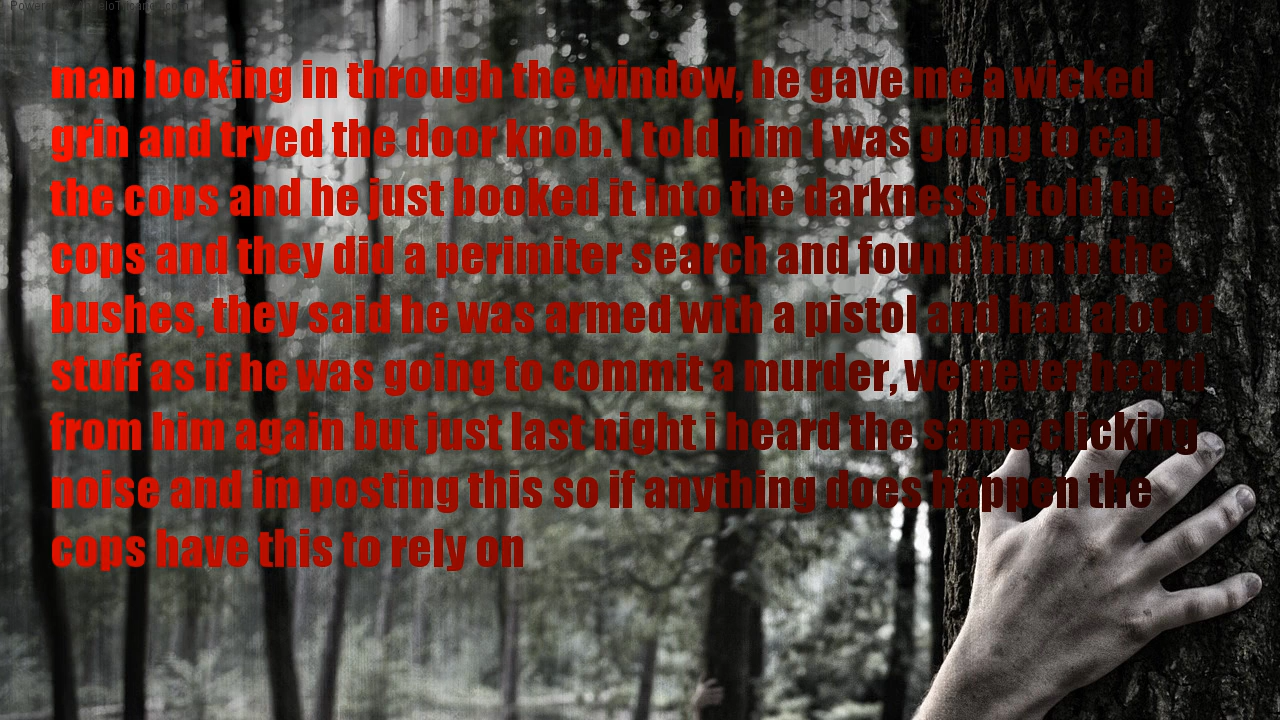 man looking in through the window, he gave me a wicked
grin and tryed the door knob. I told him I was going to call
the cops and he just booked it into the darkness, i told the
cops and they did a perimiter search and found him in the
bushes, they said he was armed with a pistol and had alot of
stuff as if he was going to commit a murder, we never heard
from him again but just last night i heard the same clicking
noise and im posting this so if anything does happen the
cops have this to rely on